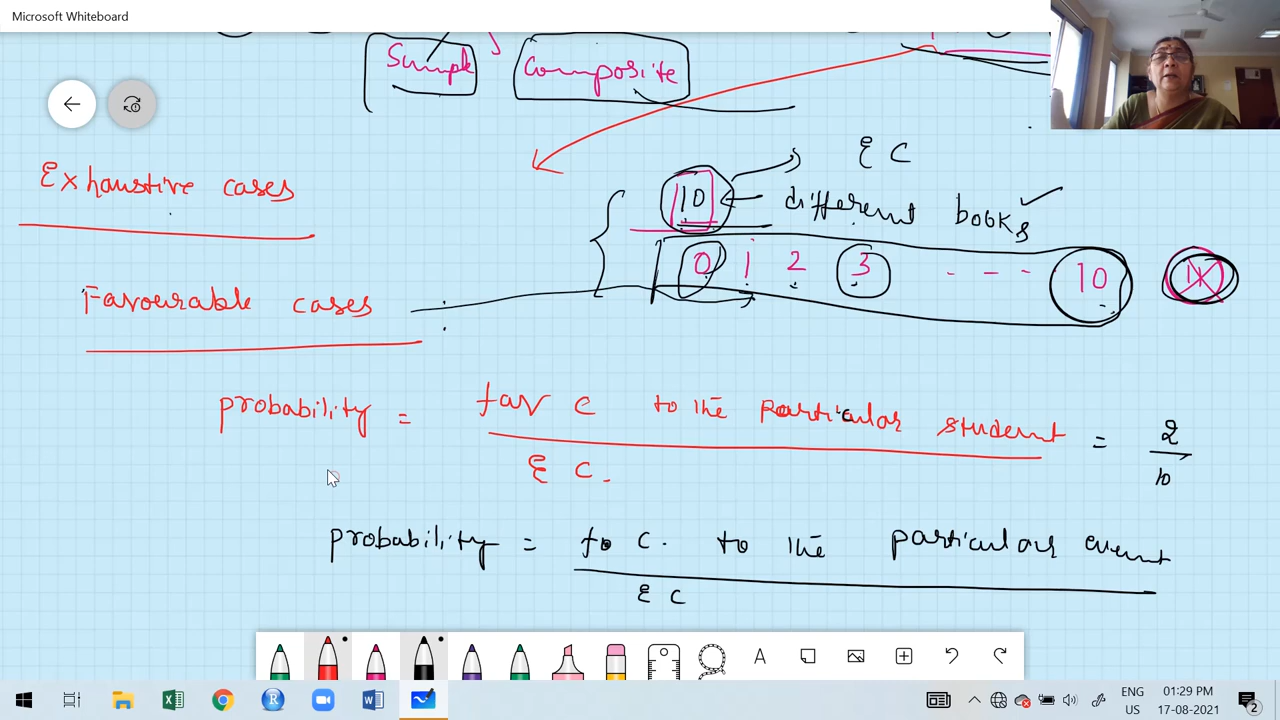 Microsoft Whiteboard
Simple Composite
E C
Exhaustive cases
10 different books
0 1 2 3 - - - 10
Favourable cases
probability = fav c to the particular student = 2
E C. 10
probability = c. to the particular event
E C
A
ENG 01:29 PM
US 17-08-2021
2